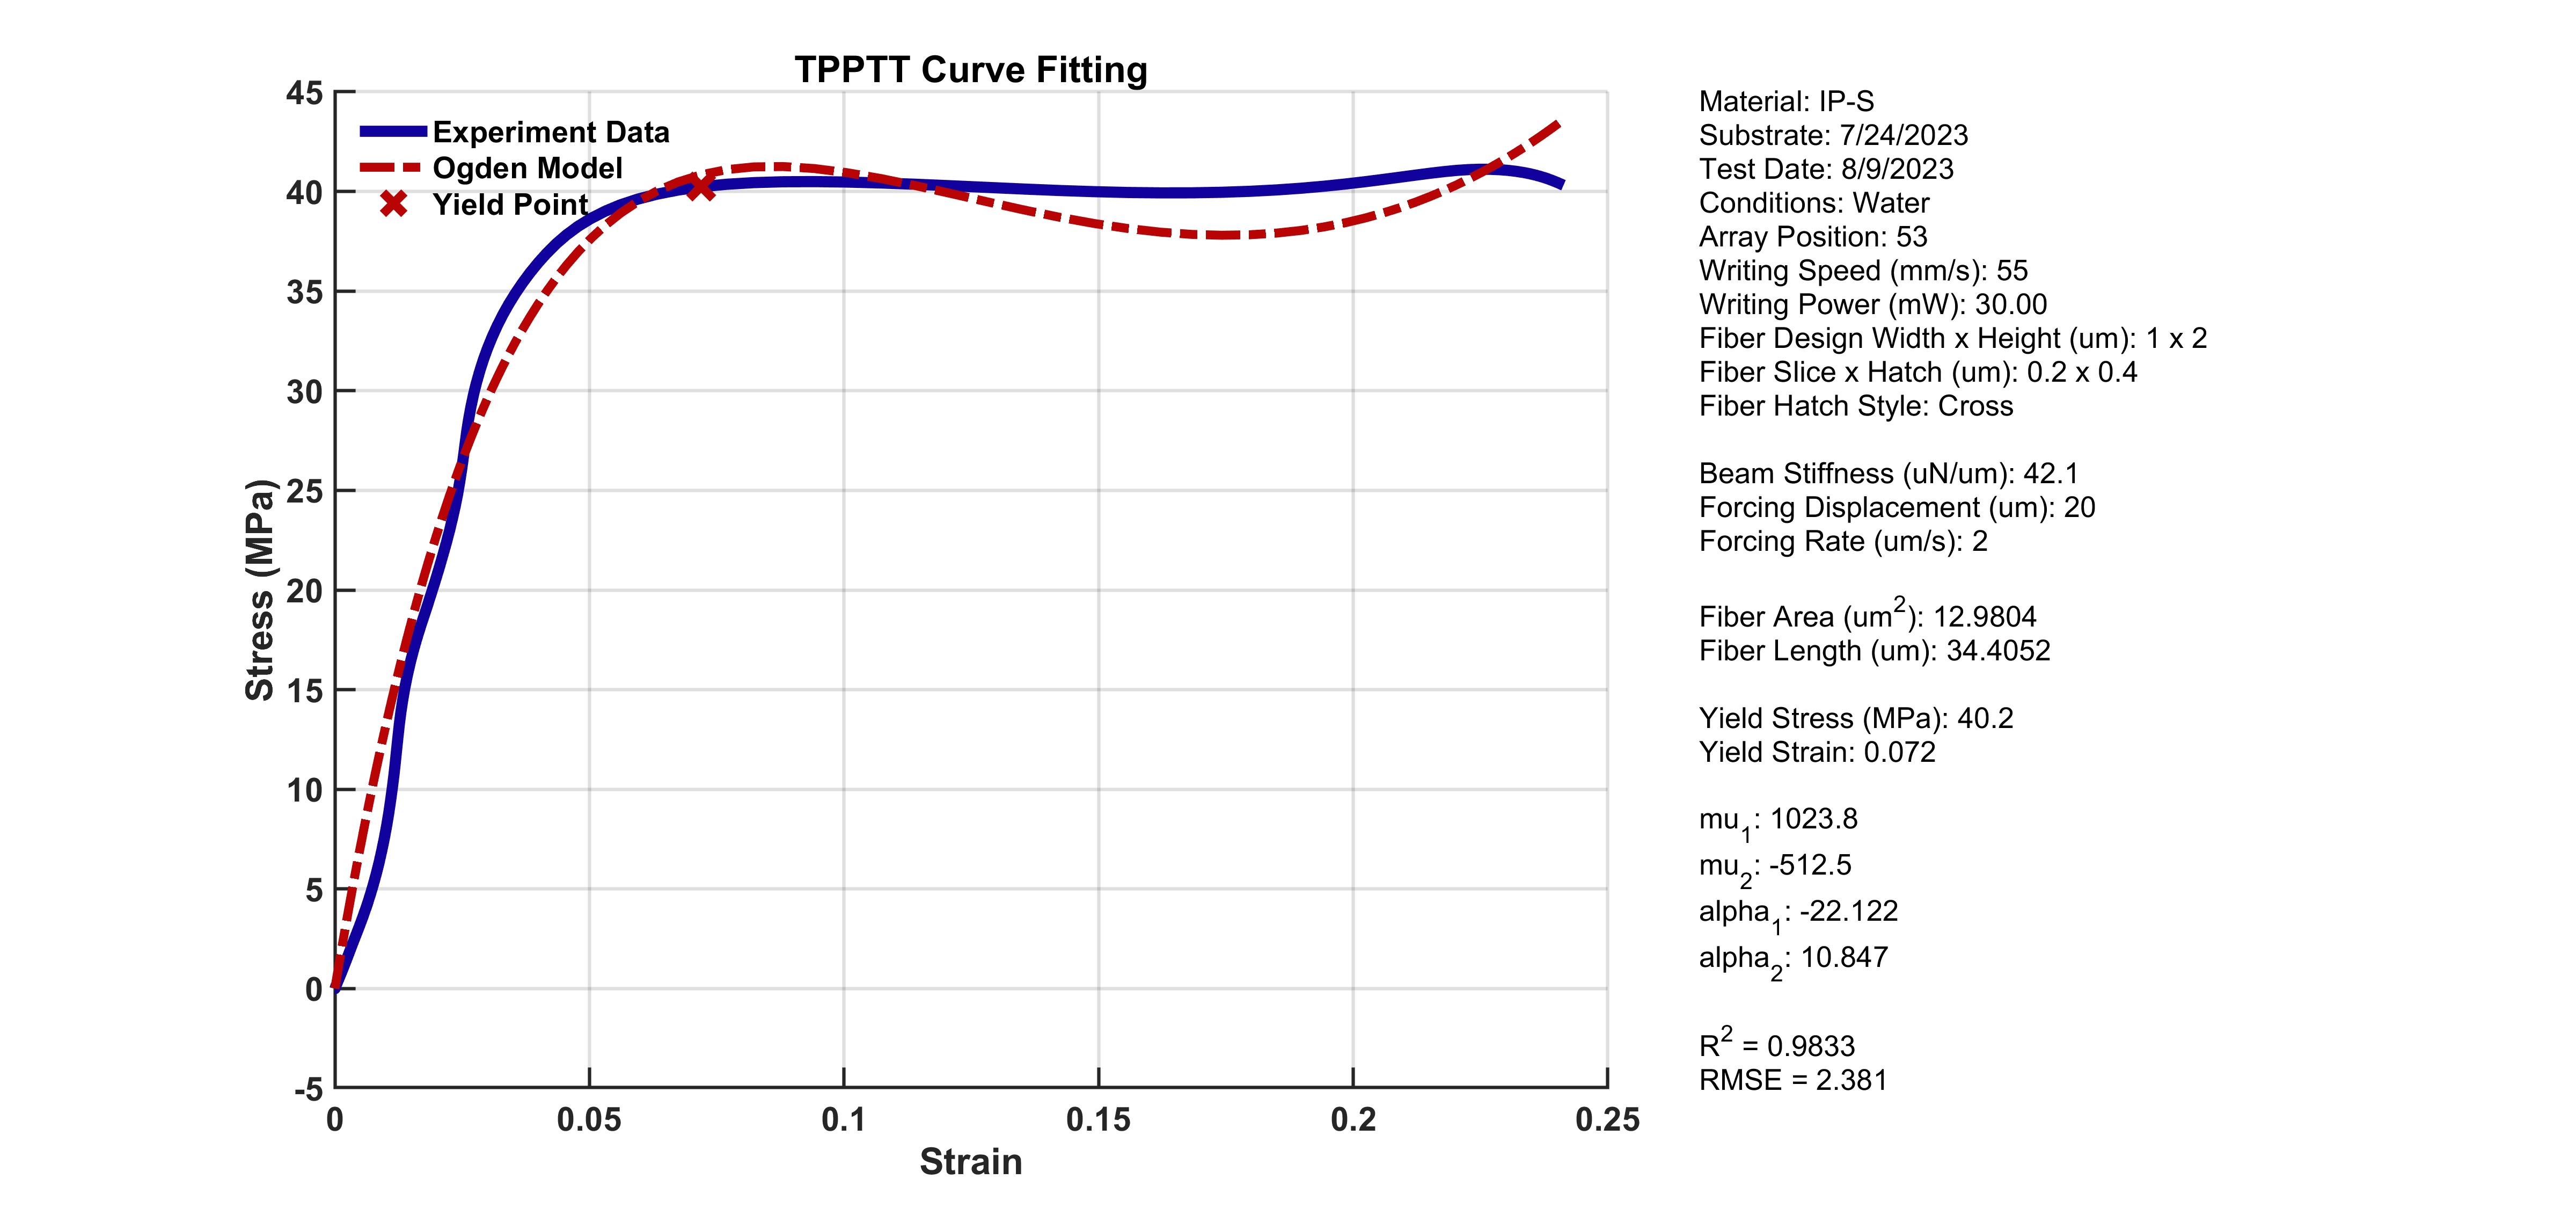 TPPTT Curve Fitting
45
40
35
30
25
20
15
10
5
0
-5
Stress (MPa)
Experiment Data
Ogden Model
Yield Point
0
0.05
0.1
0.15
0.2
0.25
Strain
Material: IP-S
Substrate: 7/24/2023
Test Date: 8/9/2023
Conditions: Water
Array Position: 53
Writing Speed (mm/s): 55
Writing Power (mW): 30.00
Fiber Design Width x Height (um): 1 x 2
Fiber Slice x Hatch (um): 0.2 x 0.4
Fiber Hatch Style: Cross
Beam Stiffness (uN/um): 42.1
Forcing Displacement (um): 20
Forcing Rate (um/s): 2
Fiber Area (um²): 12.9804
Fiber Length (um): 34.4052
Yield Stress (MPa): 40.2
Yield Strain: 0.072
mu₁: 1023.8
mu₂: -512.5
alpha₁: -22.122
alpha₂: 10.847
R² = 0.9833
RMSE = 2.381